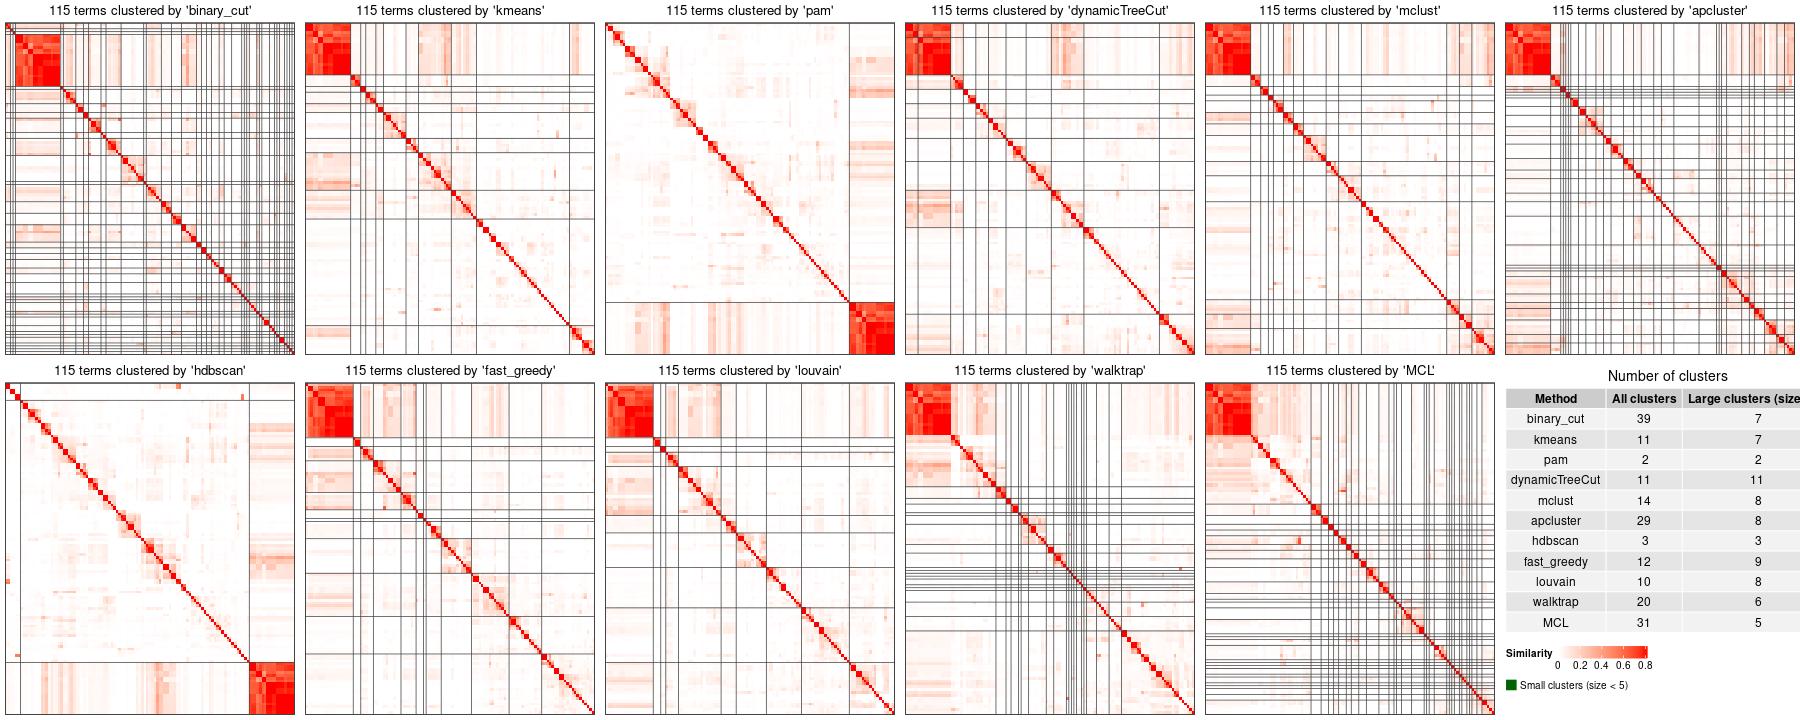 115 terms clustered by 'binary_cut'
115 terms clustered by 'kmeans'
115 terms clustered by 'pam'
115 terms clustered by 'dynamicTreeCut'
115 terms clustered by 'mclust'
115 terms clustered by 'apcluster'
115 terms clustered by 'hdbscan'
115 terms clustered by 'fast_greedy'
115 terms clustered by 'louvain'
115 terms clustered by 'walktrap'
115 terms clustered by 'MCL'
Number of clusters
Method All clusters Large clusters (size
binary_cut 39 7
kmeans 11 7
pam 2 2
dynamicTreeCut 11 11
mclust 14 8
apcluster 29 8
hdbscan 3 3
fast_greedy 12 9
louvain 10 8
walktrap 20 6
MCL 31 5
Similarity
0 0.2 0.4 0.6 0.8
Small clusters (size < 5)